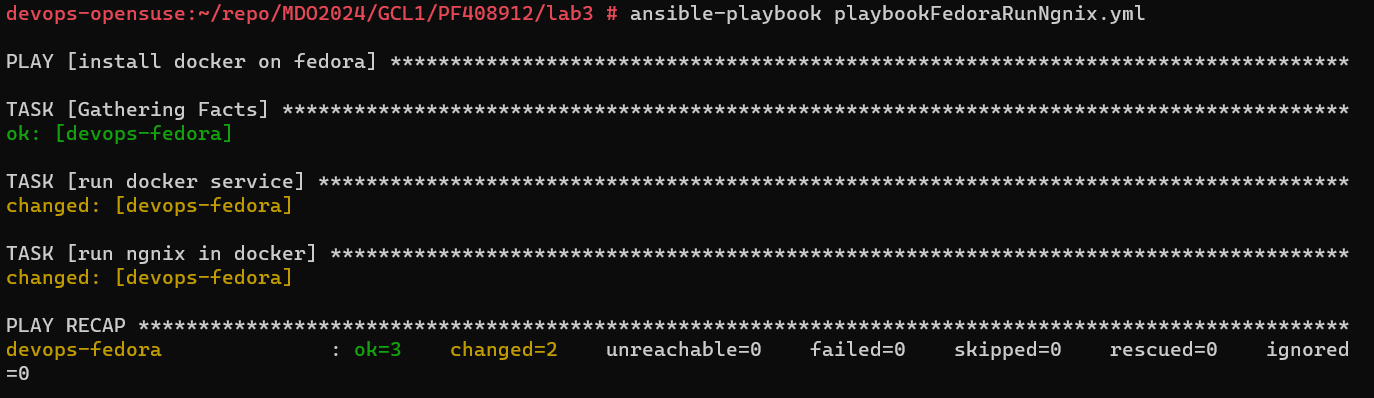 devops-opensuse:~/repo/MDO2024/GCL1/PF408912/lab3 # ansible-playbook playbookFedoraRunNgnix.yml
PLAY [install docker on fedora] ********************************************************************************
TASK [Gathering Facts] *****************************************************************************************
ok: [devops-fedora]
TASK [run docker service] **************************************************************************************
changed: [devops-fedora]
TASK [run ngnix in docker] *************************************************************************************
changed: [devops-fedora]
PLAY RECAP *****************************************************************************************************
devops-fedora              : ok=3    changed=2    unreachable=0    failed=0    skipped=0    rescued=0    ignored
=0